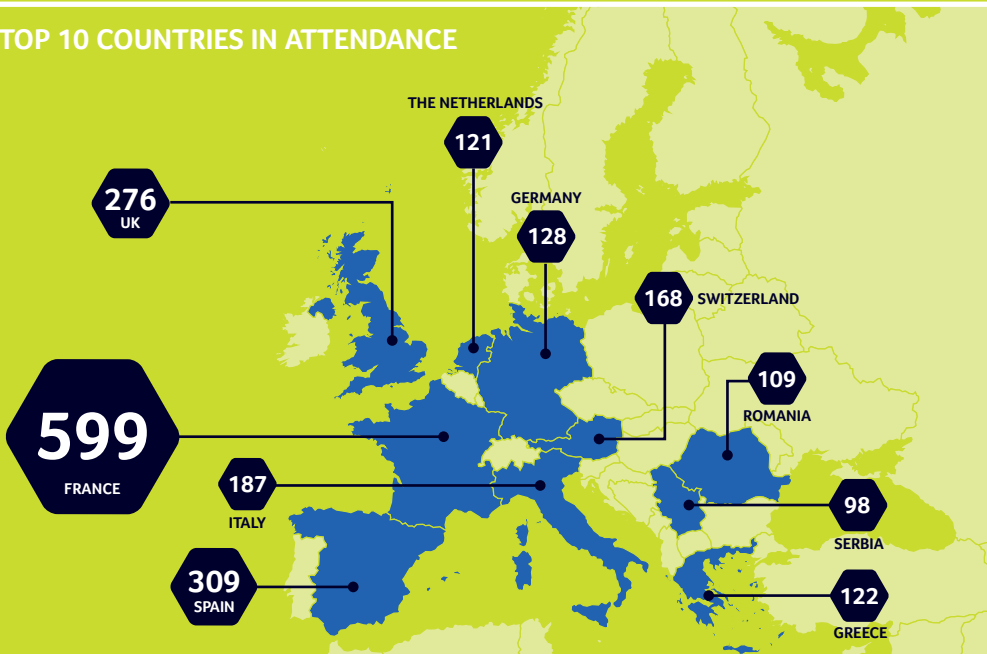 TOP 10 COUNTRIES IN ATTENDANCE
THE NETHERLANDS
121
276
UK
GERMANY
128
168
SWITZERLAND
109
ROMANIA
599
FRANCE
187
ITALY
98
SERBIA
309
SPAIN
122
GREECE